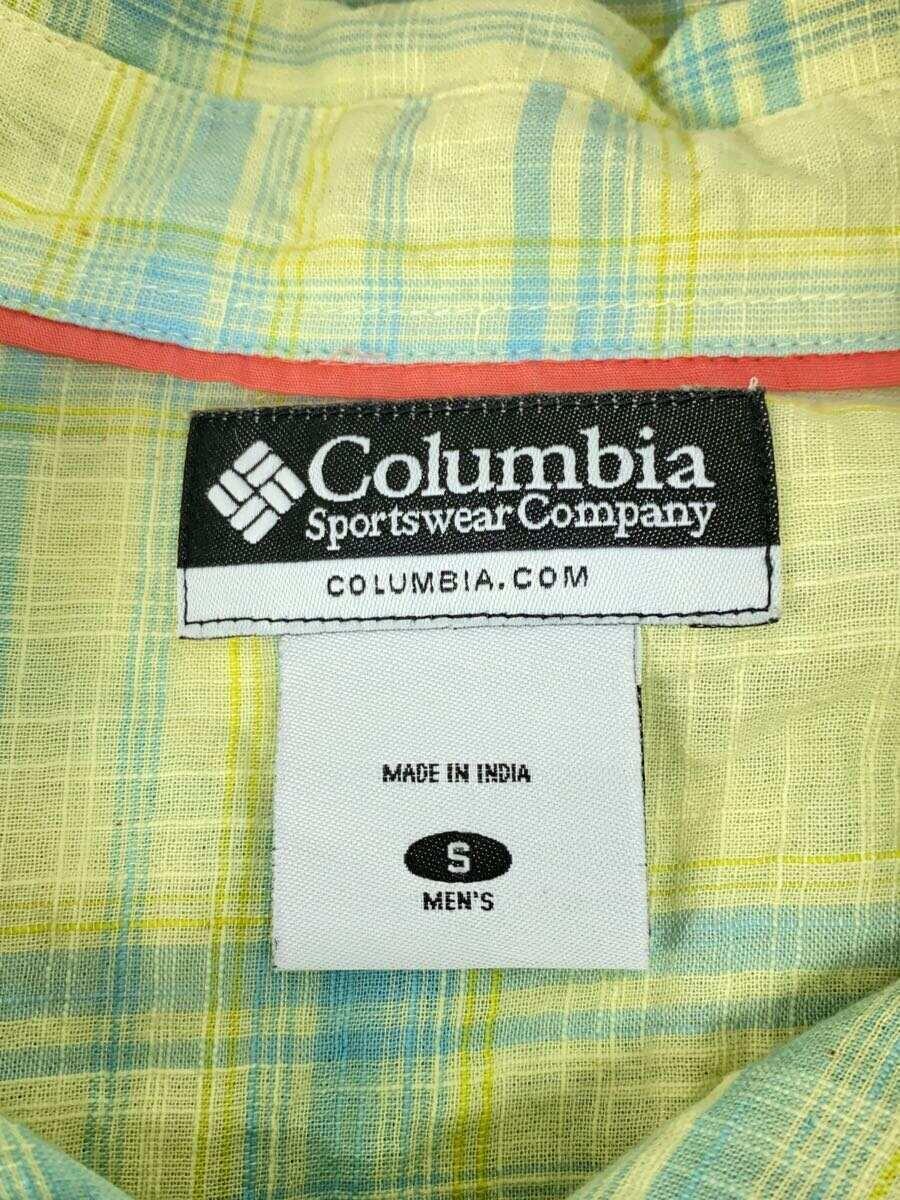 Columbia
Sportswear Company
COLUMBIA.COM
MADE IN INDIA
S
MEN'S